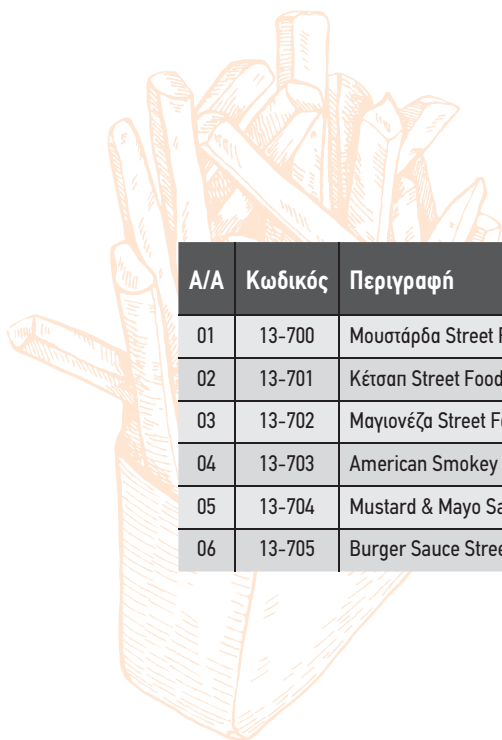 Α/Α Κωδικός Περιγραφή
01 13-700 Μουστάρδα Street
02 13-701 Κέτσαπ Street Food
03 13-702 Μαγιονέζα Street
04 13-703 American Smokey
05 13-704 Mustard & Mayo
06 13-705 Burger Sauce